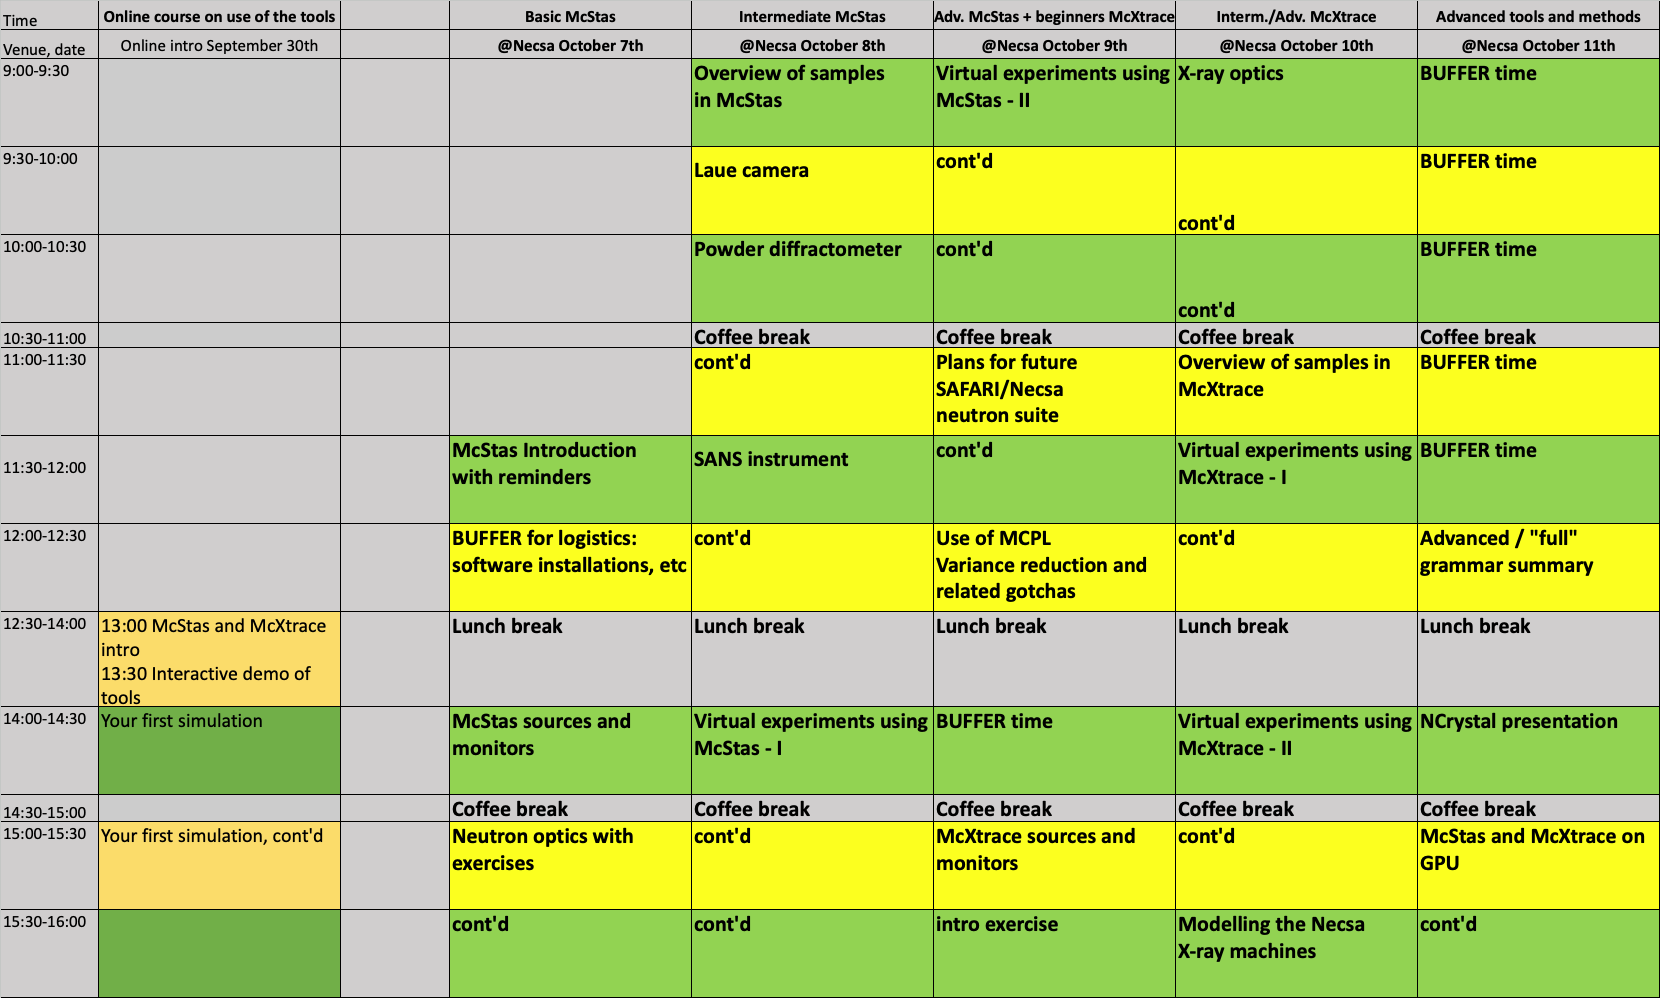 Time
Online course on use of the tools
Basic McStas
Intermediate McStas
Adv. McStas + beginners McXtrace
Interm./Adv. McXtrace
Advanced tools and methods
Venue, date
Online intro September 30th
@Necsa October 7th
@Necsa October 8th
@Necsa October 9th
@Necsa October 10th
@Necsa October 11th
9:00-9:30
Overview of samples
in McStas
Virtual experiments using
McStas - II
X-ray optics
BUFFER time
9:30-10:00
Laue camera
cont'd
cont'd
BUFFER time
10:00-10:30
Powder diffractometer
cont'd
cont'd
BUFFER time
10:30-11:00
Coffee break
Coffee break
Coffee break
Coffee break
11:00-11:30
cont'd
Plans for future
SAFARI/Necsa
neutron suite
Overview of samples in
McXtrace
BUFFER time
11:30-12:00
McStas Introduction
with reminders
SANS instrument
cont'd
Virtual experiments using
McXtrace - I
BUFFER time
12:00-12:30
BUFFER for logistics:
software installations, etc
cont'd
Use of MCPL
Variance reduction and
related gotchas
cont'd
Advanced / "full"
grammar summary
12:30-14:00
13:00 McStas and McXtrace
intro
13:30 Interactive demo of
tools
Lunch break
Lunch break
Lunch break
Lunch break
Lunch break
14:00-14:30
Your first simulation
McStas sources and
monitors
Virtual experiments using
McStas - I
BUFFER time
Virtual experiments using
McXtrace - II
NCrystal presentation
14:30-15:00
Coffee break
Coffee break
Coffee break
Coffee break
Coffee break
15:00-15:30
Your first simulation, cont'd
Neutron optics with
exercises
cont'd
McXtrace sources and
monitors
cont'd
McStas and McXtrace on
GPU
15:30-16:00
cont'd
cont'd
intro exercise
Modelling the Necsa
X-ray machines
cont'd